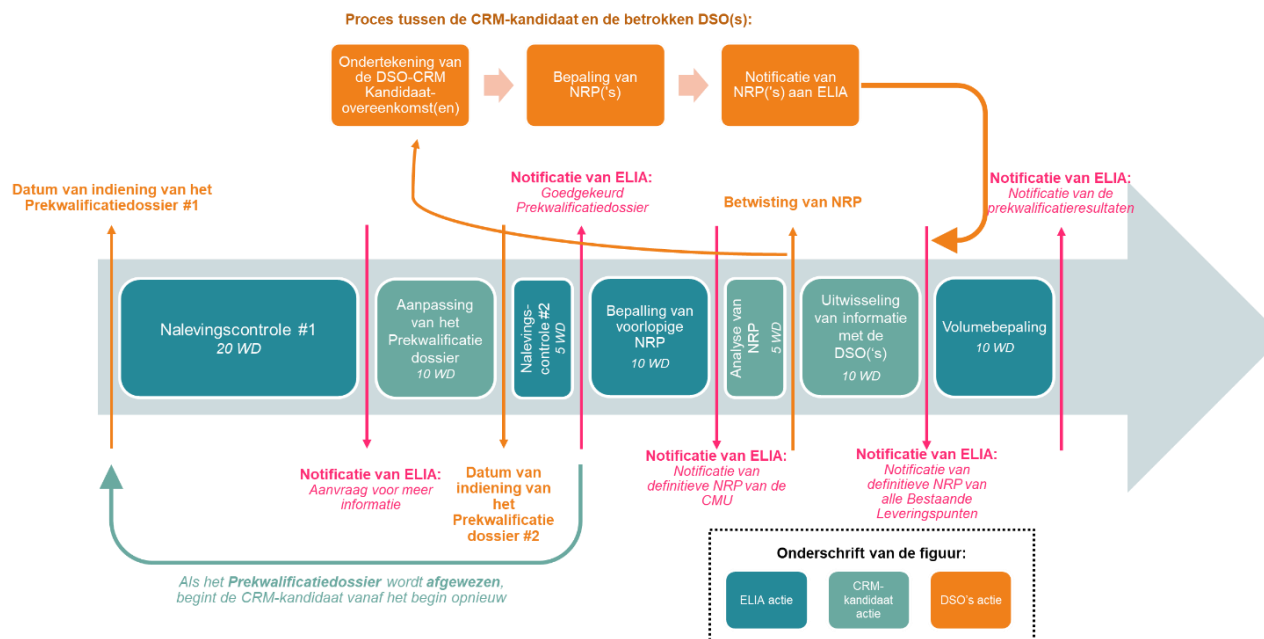 Proces tussen de CRM-kandidaat en de betrokken DSO(s):
Ondertekening van
de DSO-CRM
Kandidaat-
overeenkomst(en)
Bepaling van
NRP('s)
Notificatie van
NRP('s) aan ELIA
Datum van indiening van het
Prekwalificatiedossier #1
Notificatie van ELIA:
Goedgekeurd
Prekwalificatiedossier
Betwisting van NRP
Notificatie van ELIA:
Notificatie van de
prekwalificatieresultaten
Nalevingscontrole #1
20 WD
Aanpassing
van het
Prekwalificatie
dossier
10 WD
Nalevings-
controle #2
5 WD
Bepalling van
voorlopige
NRP
10 WD
Analyse van
NRP
5 WD
Uitwisseling
van informatie
met de
DSO('s)
10 WD
Volumebepaling
10 WD
Notificatie van ELIA:
Aanvraag voor meer
informatie
Datum van
indiening van
het
Prekwalificatie
dossier #2
Notificatie van ELIA:
Notificatie van
definitieve NRP van de
CMU
Notificatie van ELIA:
Notificatie van
definitieve NRP van
alle Bestaande
Leveringspunten
Als het Prekwalificatiedossier wordt afgewezen,
begint de CRM-kandidaat vanaf het begin opnieuw
Onderschrift van de figuur:
ELIA actie
CRM-
kandidaat
actie
DSO's actie